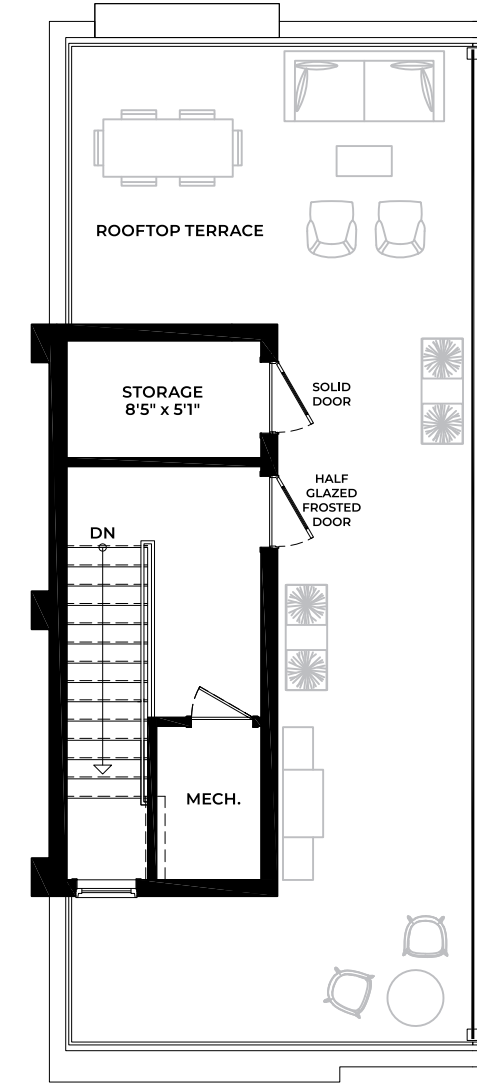 ROOFTOP TERRACE
STORAGE
8'5" x 5'1"
SOLID
DOOR
HALF
GLAZED
FROSTED
DOOR
DN
MECH.